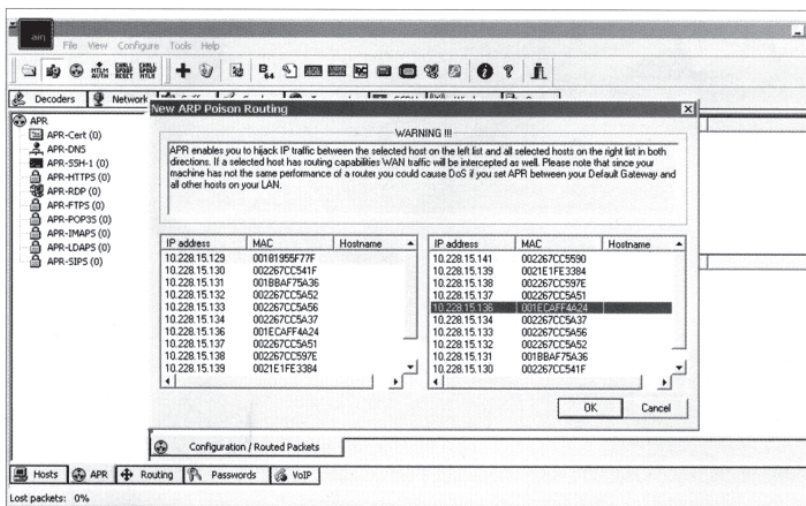 ain
File View Configure Tools Help
Decoders Network
New ARP Poison Routing
WARNING !!!
APR enables you to hijack IP traffic between the selected host on the left list and all selected hosts on the right list in both
directions. If a selected host has routing capabilities WAN traffic will be intercepted as well. Please note that since your
machine has not the same performance of a router you could cause DoS if you set APR between your Default Gateway and
all other hosts on your LAN.
APR
APR-Cert (0)
APR-DNS
APR-SSH-1 (0)
APR-HTTPS (0)
APR-RDP (0)
APR-FTPS (0)
APR-POP3S (0)
APR-IMAPS (0)
APR-LDAPS (0)
APR-SIPS (0)
IP address MAC Hostname
10.228.15.129 00181955F77F
10.228.15.130 002267CC541F
10.228.15.131 001BBAF75A36
10.228.15.132 002267CC5A52
10.228.15.133 002267CC5A56
10.228.15.134 002267CC5A37
10.228.15.136 001ECAFF4A24
10.228.15.137 002267CC5A51
10.228.15.138 002267CC597E
10.228.15.139 0021E1FE3384
IP address MAC Hostname
10.228.15.141 002267CC5590
10.228.15.139 0021E1FE3384
10.228.15.138 002267CC597E
10.228.15.137 002267CC5A51
10.228.15.136 001ECAFF4A24
10.228.15.134 002267CC5A37
10.228.15.133 002267CC5A56
10.228.15.132 002267CC5A52
10.228.15.131 001BBAF75A36
10.228.15.130 002267CC541F
OK Cancel
Configuration / Routed Packets
Hosts APR Routing Passwords VoIP
Lost packets: 0%